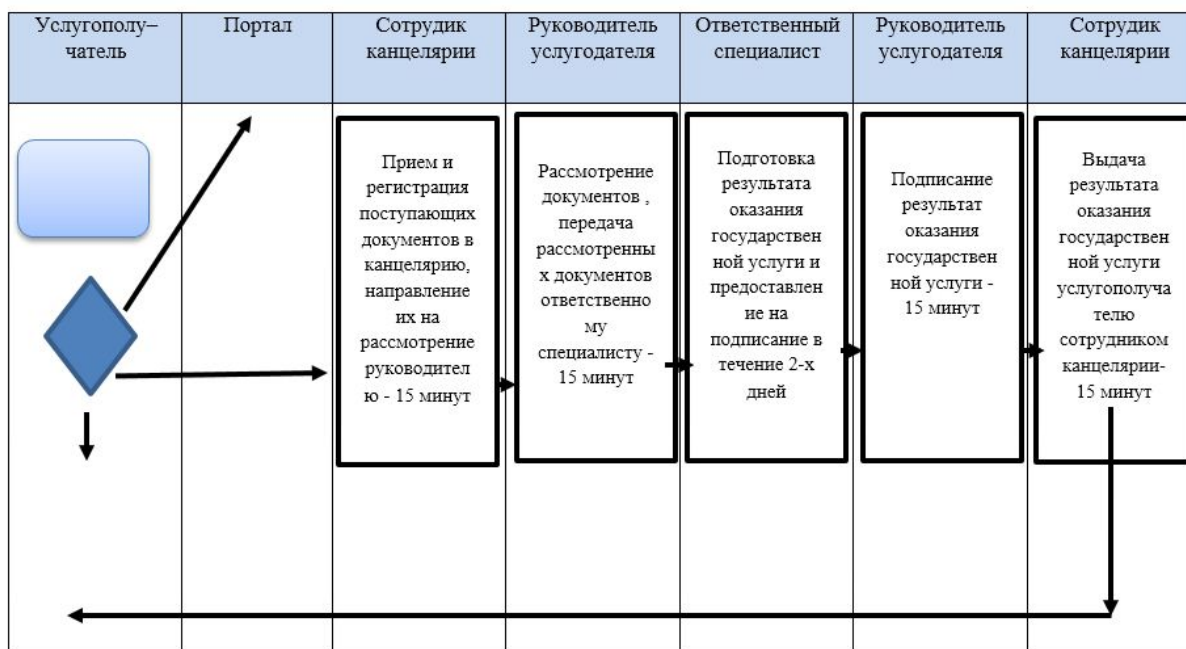 Услугополу–
чатель
Портал
Сотрудик
канцелярии
Руководитель
услугодателя
Ответственный
специалист
Руководитель
услугодателя
Сотрудик
канцелярии
Прием и
регистрация
поступающих
документов в
канцелярию,
направление
их на
рассмотрение
руководител
ю - 15 минут
Рассмотрение
документов ,
передача
рассмотренны
х документов
ответственно
му
специалисту -
15 минут
Подготовка
результата
оказания
государствен
ной услуги и
предоставлен
ие на
подписание в
течение 2-х
дней
Подписание
результат
оказания
государствен
ной услуги -
15 минут
Выдача
результата
оказания
государствен
ной услуги
услугополуча
телю
сотрудником
канцелярии-
15 минут